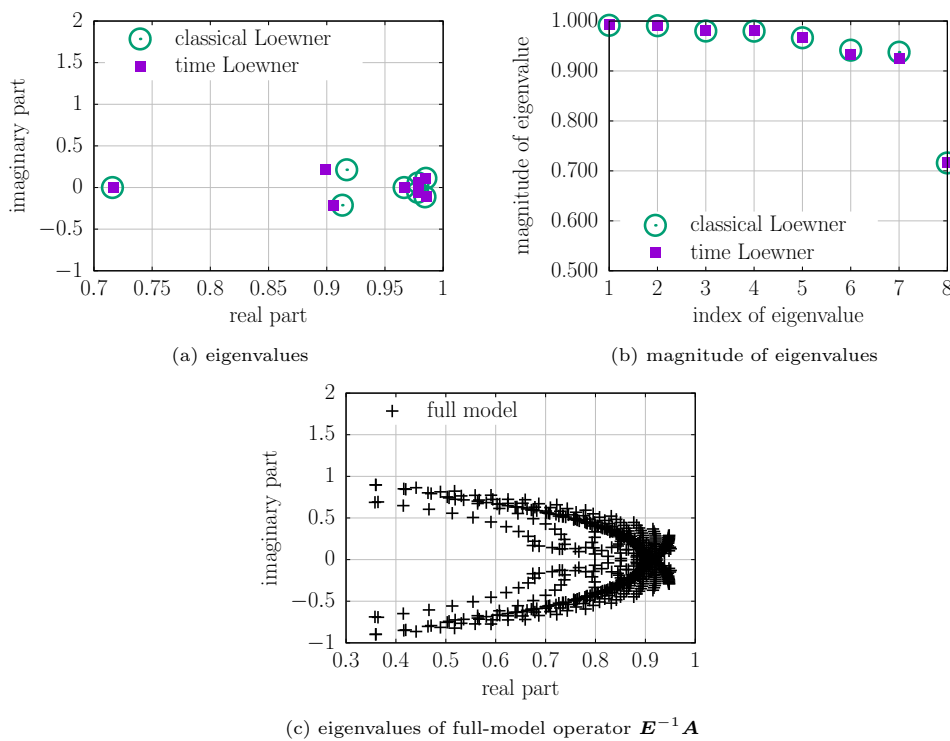 2
1.5
1
0.5
0
−0.5
−1
0.7 0.75 0.8 0.85 0.9 0.95 1
imaginary part
real part
classical Loewner
time Loewner
(a) eigenvalues
1.000
0.900
0.800
0.700
0.600
0.500
1 2 3 4 5 6 7 8
magnitude of eigenvalue
index of eigenvalue
classical Loewner
time Loewner
(b) magnitude of eigenvalues
2
1.5
1
0.5
0
−0.5
−1
0.3 0.4 0.5 0.6 0.7 0.8 0.9 1
imaginary part
real part
full model
(c) eigenvalues of full-model operator E⁻¹A